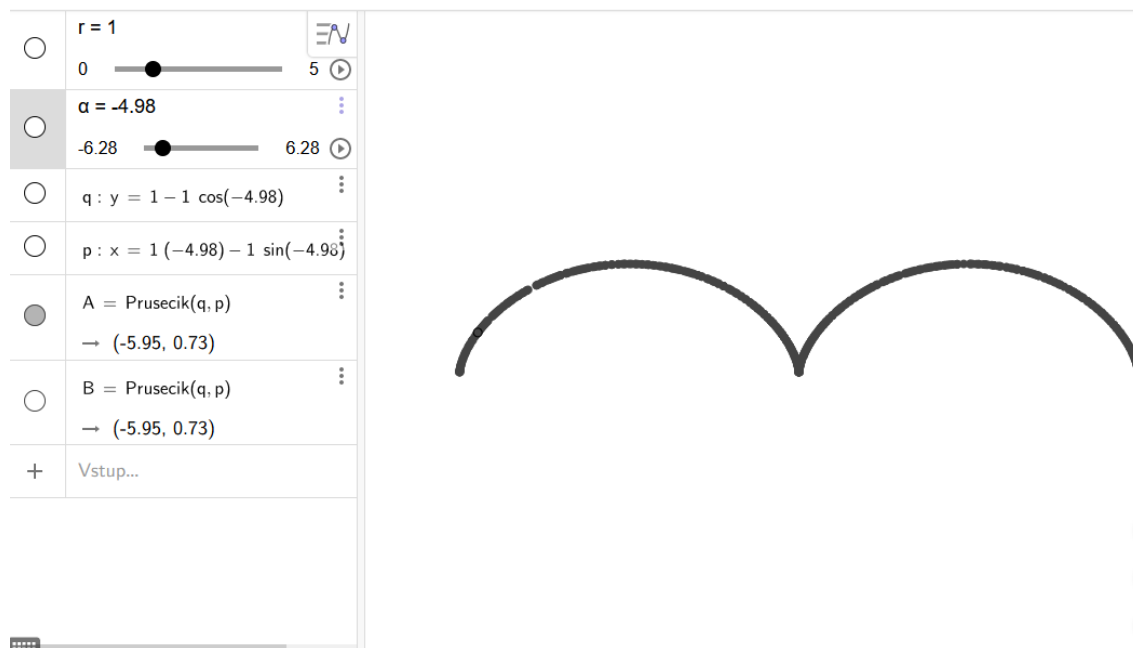 r = 1
0 5
α = -4.98
-6.28 6.28
q : y = 1 − 1 cos(−4.98)
p : x = 1 (−4.98) − 1 sin(−4.98)
A = Prusecik(q, p)
→ (-5.95, 0.73)
B = Prusecik(q, p)
→ (-5.95, 0.73)
+ Vstup...